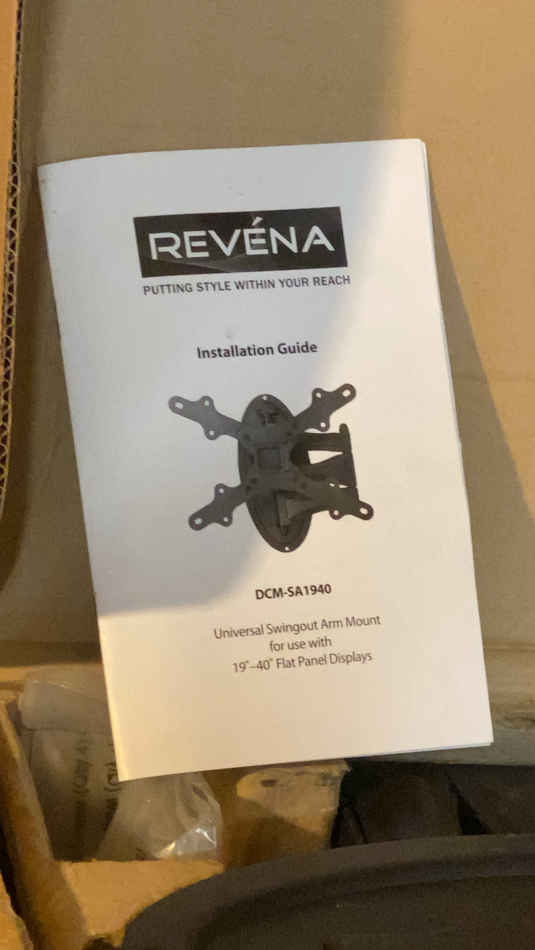 REVÉNA
PUTTING STYLE WITHIN YOUR REACH
Installation Guide
DCM-SA1940
Universal Swingout Arm Mount
for use with
19"–40" Flat Panel Displays